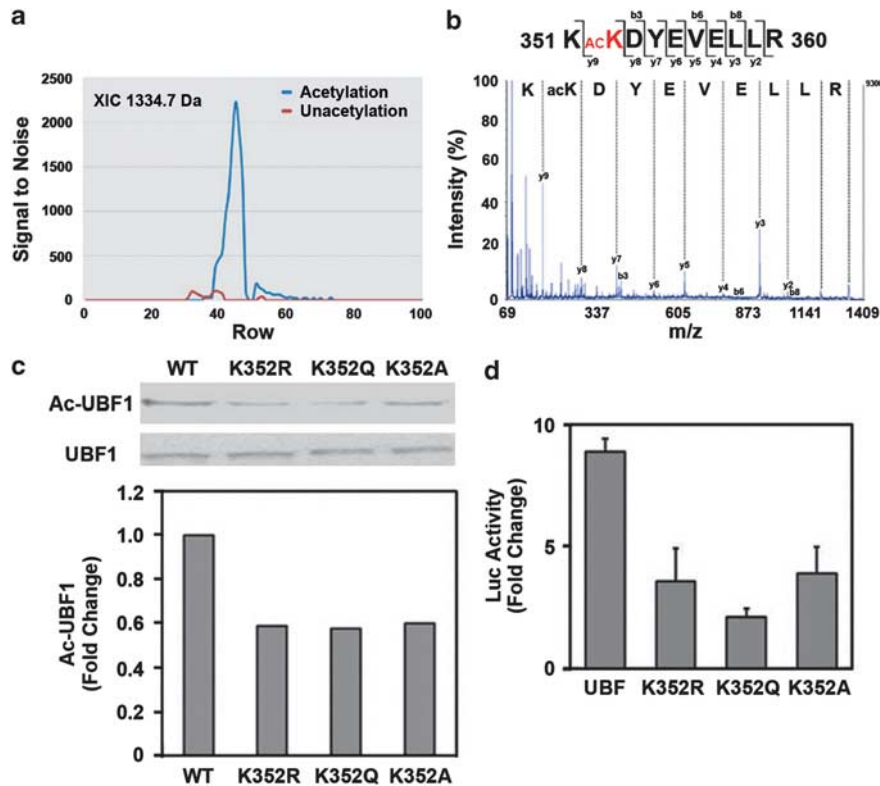 a
XIC 1334.7 Da
Acetylation
Unacetylation
Signal to Noise
2500
2000
1500
1000
500
0
0 20 40 60 80 100
Row
b
b3 b6 b8
351 K AcK D Y E V E L L R 360
y9 y8 y7 y6 y5 y4 y3 y2
K acK D Y E V E L L R
Intensity (%)
100
80
60
40
20
0
y9
y8
y7
b3
y6
y5
y4
b6
y3
y2
b8
69 337 605 873 1141 1409
m/z
c
WT K352R K352Q K352A
Ac-UBF1
UBF1
Ac-UBF1
(Fold Change)
1.2
1.0
0.8
0.6
0.4
0.2
0
WT K352R K352Q K352A
d
Luc Activity
(Fold Change)
10
5
0
UBF K352R K352Q K352A